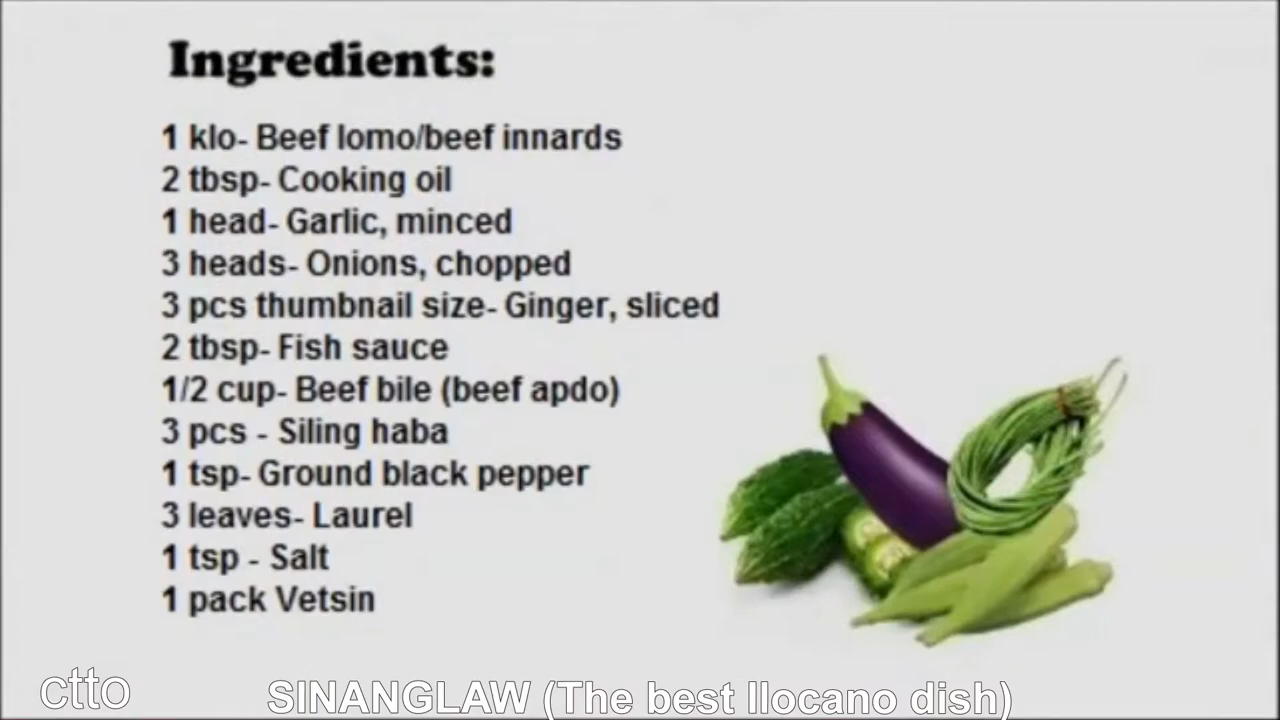 Ingredients:
1 klo- Beef lomo/beef innards
2 tbsp- Cooking oil
1 head- Garlic, minced
3 heads- Onions, chopped
3 pcs thumbnail size- Ginger, sliced
2 tbsp- Fish sauce
1/2 cup- Beef bile (beef apdo)
3 pcs - Siling haba
1 tsp- Ground black pepper
3 leaves- Laurel
1 tsp - Salt
1 pack Vetsin
ctto
SINANGLAW (The best Ilocano dish)